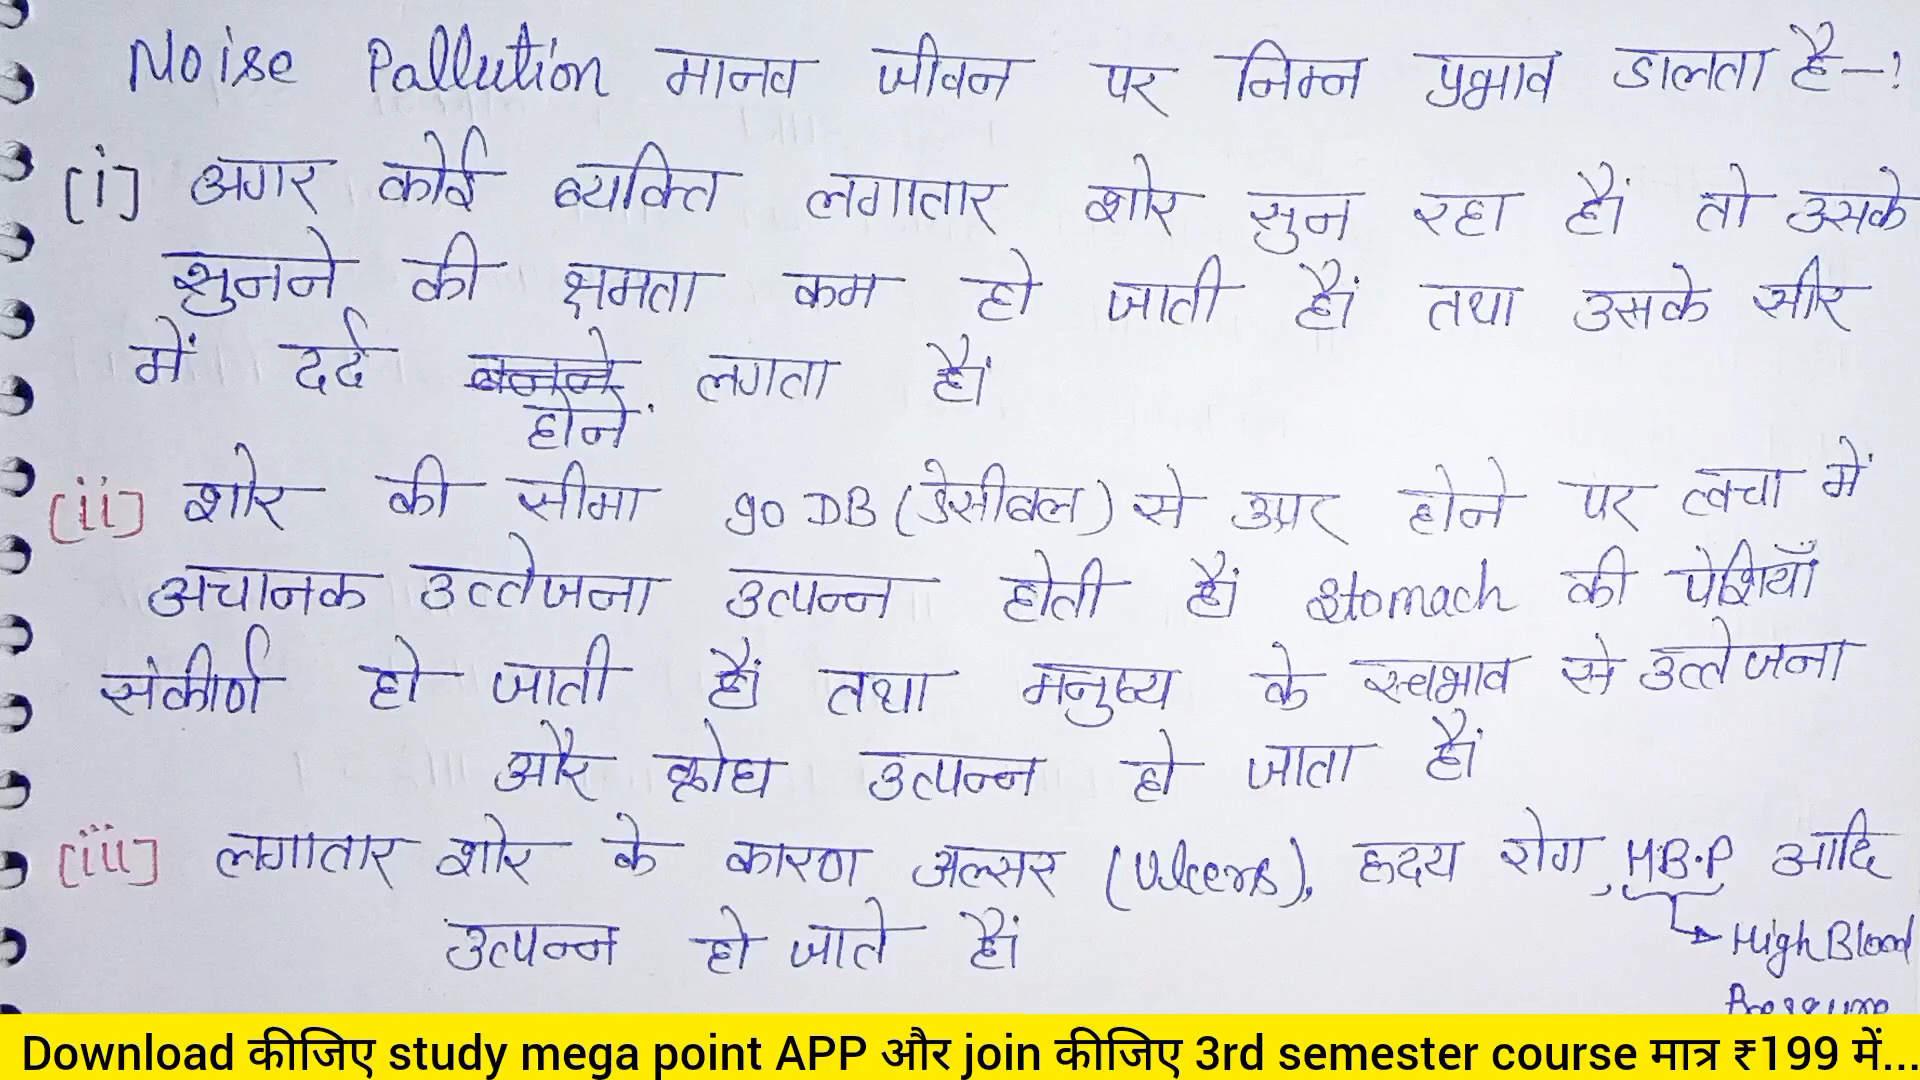 Noise Pallution मानव जीवन पर निम्न प्रभाव डालता है-!
(i) अगर कोई व्यक्ति लगातार शोर सुन रहा हैं तो उसके
सुनने की क्षमता कम हो जाती हैं तथा उसके सीर
में दर्द बनने लगता हैं
होने
(ii) शोर की सीमा 90 DB (डेसीबल) से उपर होने पर त्वचा में
अचानक उत्तेजना उत्पन्न होती हैं stomach की पेशियाँ
संकीर्ण हो जाती हैं तथा मनुष्य के स्वभाव से उत्तेजना
और क्रोध उत्पन्न हो जाता हैं
(iii) लगातार शोर के कारण अल्सर (Ulcers), हृदय रोग, H.B.P आदि
उत्पन्न हो जाते हैं
High Blood
Pressure
Download कीजिए study mega point APP और join कीजिए 3rd semester course मात्र ₹199 में...